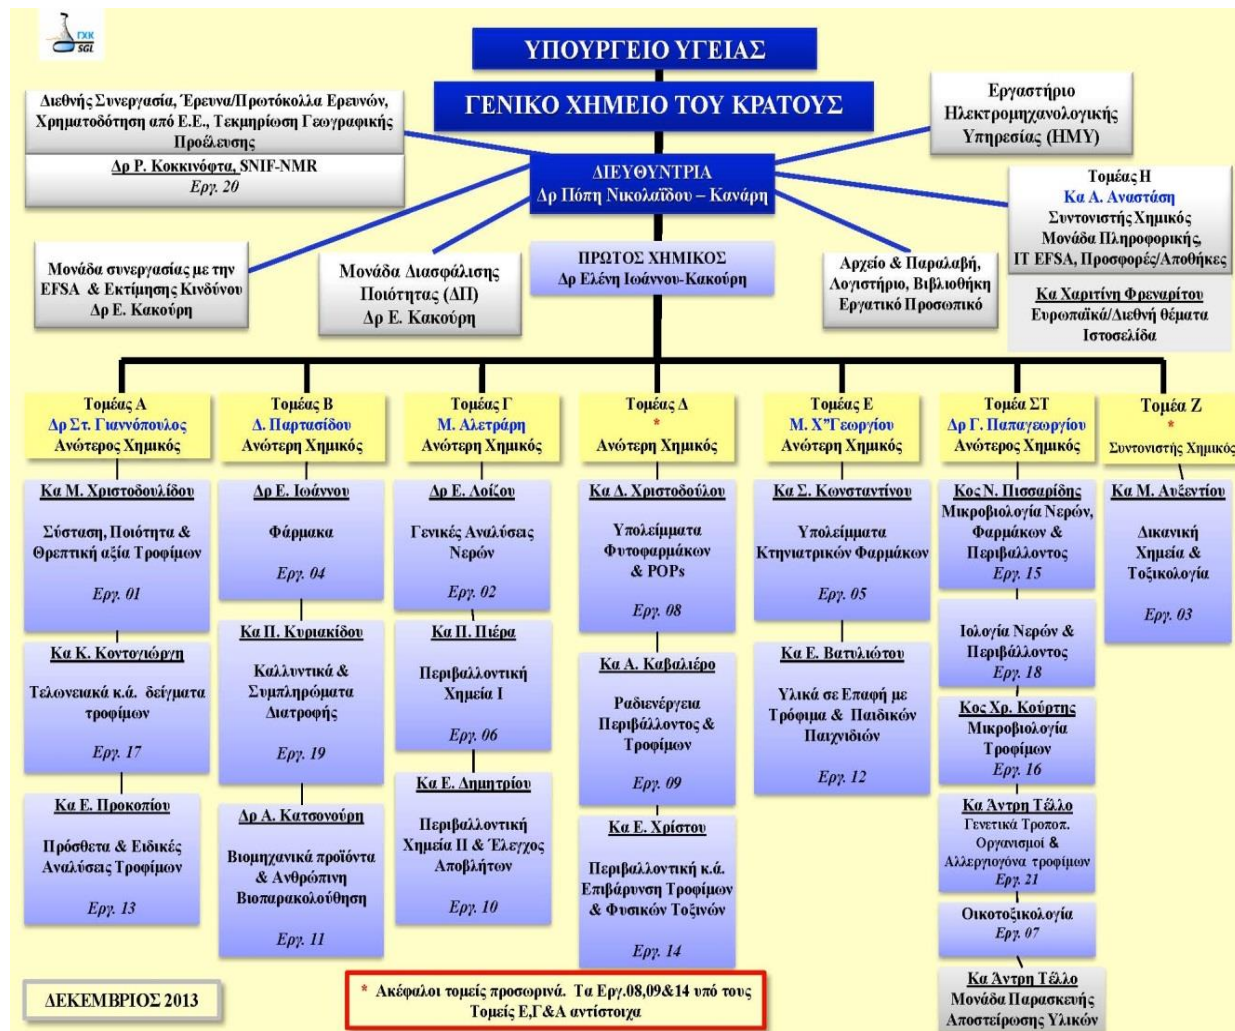 ΓΧΚ
SGL
ΥΠΟΥΡΓΕΙΟ ΥΓΕΙΑΣ
ΓΕΝΙΚΟ ΧΗΜΕΙΟ ΤΟΥ ΚΡΑΤΟΥΣ
Διεθνής Συνεργασία, Έρευνα/Πρωτόκολλα Ερευνών,
Χρηματοδότηση από Ε.Ε., Τεκμηρίωση Γεωγραφικής
Προέλευσης
Δρ Ρ. Κοκκινόφτα, SNIF-NMR
Εργ. 20
Εργαστήριο
Ηλεκτρομηχανολογικής
Υπηρεσίας (ΗΜΥ)
ΔΙΕΥΘΥΝΤΡΙΑ
Δρ Πόπη Νικολαΐδου – Κανάρη
Τομέας Η
Κα Α. Αναστάση
Συντονιστής Χημικός
Μονάδα Πληροφορικής,
IT EFSA, Προσφορές/Αποθήκες
Κα Χαριτίνη Φρεναρίτου
Ευρωπαϊκά/Διεθνή θέματα
Ιστοσελίδα
Μονάδα συνεργασίας με την
EFSA & Εκτίμησης Κινδύνου
Δρ Ε. Κακούρη
Μονάδα Διασφάλισης
Ποιότητας (ΔΠ)
Δρ Ε. Κακούρη
ΠΡΩΤΟΣ ΧΗΜΙΚΟΣ
Δρ Ελένη Ιωάννου-Κακούρη
Αρχείο & Παραλαβή,
Λογιστήριο, Βιβλιοθήκη
Εργατικό Προσωπικό
Τομέας Α
Δρ Στ. Γιαννόπουλος
Ανώτερος Χημικός
Κα Μ. Χριστοδουλίδου
Σύσταση, Ποιότητα &
Θρεπτική αξία Τροφίμων
Εργ. 01
Κα Κ. Κοντογιώργη
Τελωνειακά κ.ά. δείγματα
τροφίμων
Εργ. 17
Κα Ε. Προκοπίου
Πρόσθετα & Ειδικές
Αναλύσεις Τροφίμων
Εργ. 13
Τομέας Β
Δ. Παρτασίδου
Ανώτερη Χημικός
Δρ Ε. Ιωάννου
Φάρμακα
Εργ. 04
Κα Π. Κυριακίδου
Καλλυντικά &
Συμπληρώματα
Διατροφής
Εργ. 19
Δρ Α. Κατσονούρη
Βιομηχανικά προϊόντα
& Ανθρώπινη
Βιοπαρακολούθηση
Εργ. 11
Τομέας Γ
Μ. Αλετράρη
Ανώτερη Χημικός
Δρ Ε. Λοΐζου
Γενικές Αναλύσεις
Νερών
Εργ. 02
Κα Π. Πιέρα
Περιβαλλοντική
Χημεία Ι
Εργ. 06
Κα Ε. Δημητρίου
Περιβαλλοντική
Χημεία ΙΙ & Έλεγχος
Αποβλήτων
Εργ. 10
Τομέας Δ
*
Ανώτερη Χημικός
Κα Δ. Χριστοδούλου
Υπολείμματα
Φυτοφαρμάκων
& POPs
Εργ. 08
Κα Α. Καβαλιέρο
Ραδιενέργεια
Περιβάλλοντος &
Τροφίμων
Εργ. 09
Κα Ε. Χρίστου
Περιβαλλοντική κ.ά.
Επιβάρυνση Τροφίμων
& Φυσικών Τοξινών
Εργ. 14
Τομέας Ε
Μ. Χ"Γεωργίου
Ανώτερη Χημικός
Κα Σ. Κωνσταντίνου
Υπολείμματα
Κτηνιατρικών Φαρμάκων
Εργ. 05
Κα Ε. Βατυλιώτου
Υλικά σε Επαφή με
Τρόφιμα & Παιδικών
Παιχνιδιών
Εργ. 12
Τομέα ΣΤ
Δρ Γ. Παπαγεωργίου
Ανώτερος Χημικός
Κος Ν. Πισσαρίδης
Μικροβιολογία Νερών,
Φαρμάκων &
Περιβάλλοντος
Εργ. 15
Ιολογία Νερών &
Περιβάλλοντος
Εργ. 18
Κος Χρ. Κούρτης
Μικροβιολογία
Τροφίμων
Εργ. 16
Κα Άντρη Τέλλο
Γενετικά Τροποπ.
Οργανισμοί &
Αλλεργιογόνα τροφίμων
Εργ. 21
Οικοτοξικολογία
Εργ. 07
Κα Άντρη Τέλλο
Μονάδα Παρασκευής
Αποστείρωσης Υλικών
Τομέα Ζ
*
Συντονιστής Χημικός
Κα Μ. Αυξεντίου
Δικανική
Χημεία &
Τοξικολογία
Εργ. 03
ΔΕΚΕΜΒΡΙΟΣ 2013
* Ακέφαλοι τομείς προσωρινά. Τα Εργ.08,09&14 υπό τους
Τομείς Ε,Γ&Α αντίστοιχα